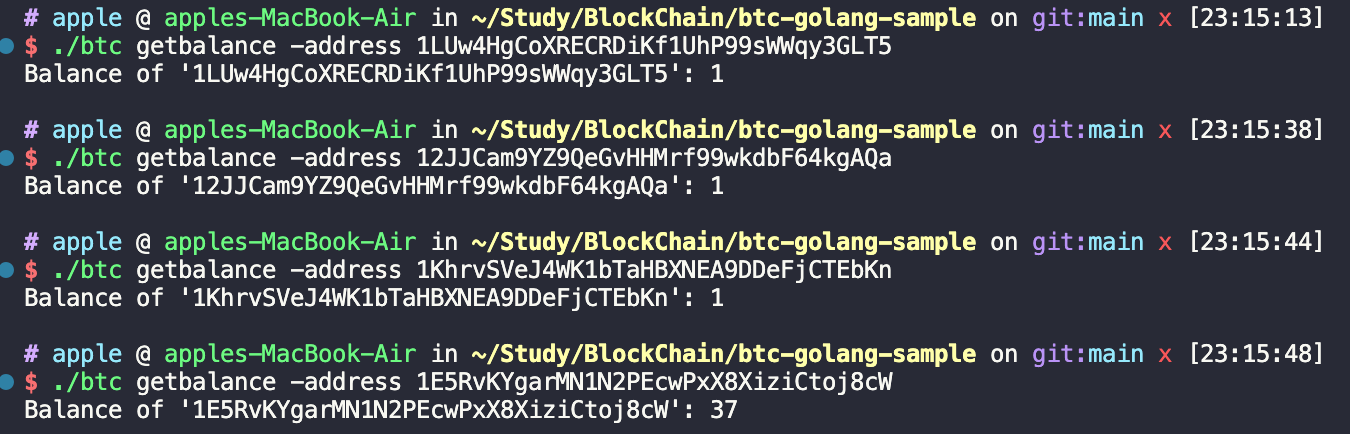 # apple @ apples-MacBook-Air in ~/Study/BlockChain/btc-golang-sample on git:main x [23:15:13]
$ ./btc getbalance -address 1LUw4HgCoXRECRDiKf1UhP99sWWqy3GLT5
Balance of '1LUw4HgCoXRECRDiKf1UhP99sWWqy3GLT5': 1
# apple @ apples-MacBook-Air in ~/Study/BlockChain/btc-golang-sample on git:main x [23:15:38]
$ ./btc getbalance -address 12JJCam9YZ9QeGvHHMrf99wkdbF64kgAQa
Balance of '12JJCam9YZ9QeGvHHMrf99wkdbF64kgAQa': 1
# apple @ apples-MacBook-Air in ~/Study/BlockChain/btc-golang-sample on git:main x [23:15:44]
$ ./btc getbalance -address 1KhrvSVeJ4WK1bTaHBXNEA9DDeFjCTEbKn
Balance of '1KhrvSVeJ4WK1bTaHBXNEA9DDeFjCTEbKn': 1
# apple @ apples-MacBook-Air in ~/Study/BlockChain/btc-golang-sample on git:main x [23:15:48]
$ ./btc getbalance -address 1E5RvKYgarMN1N2PEcwPxX8XiziCtoj8cW
Balance of '1E5RvKYgarMN1N2PEcwPxX8XiziCtoj8cW': 37